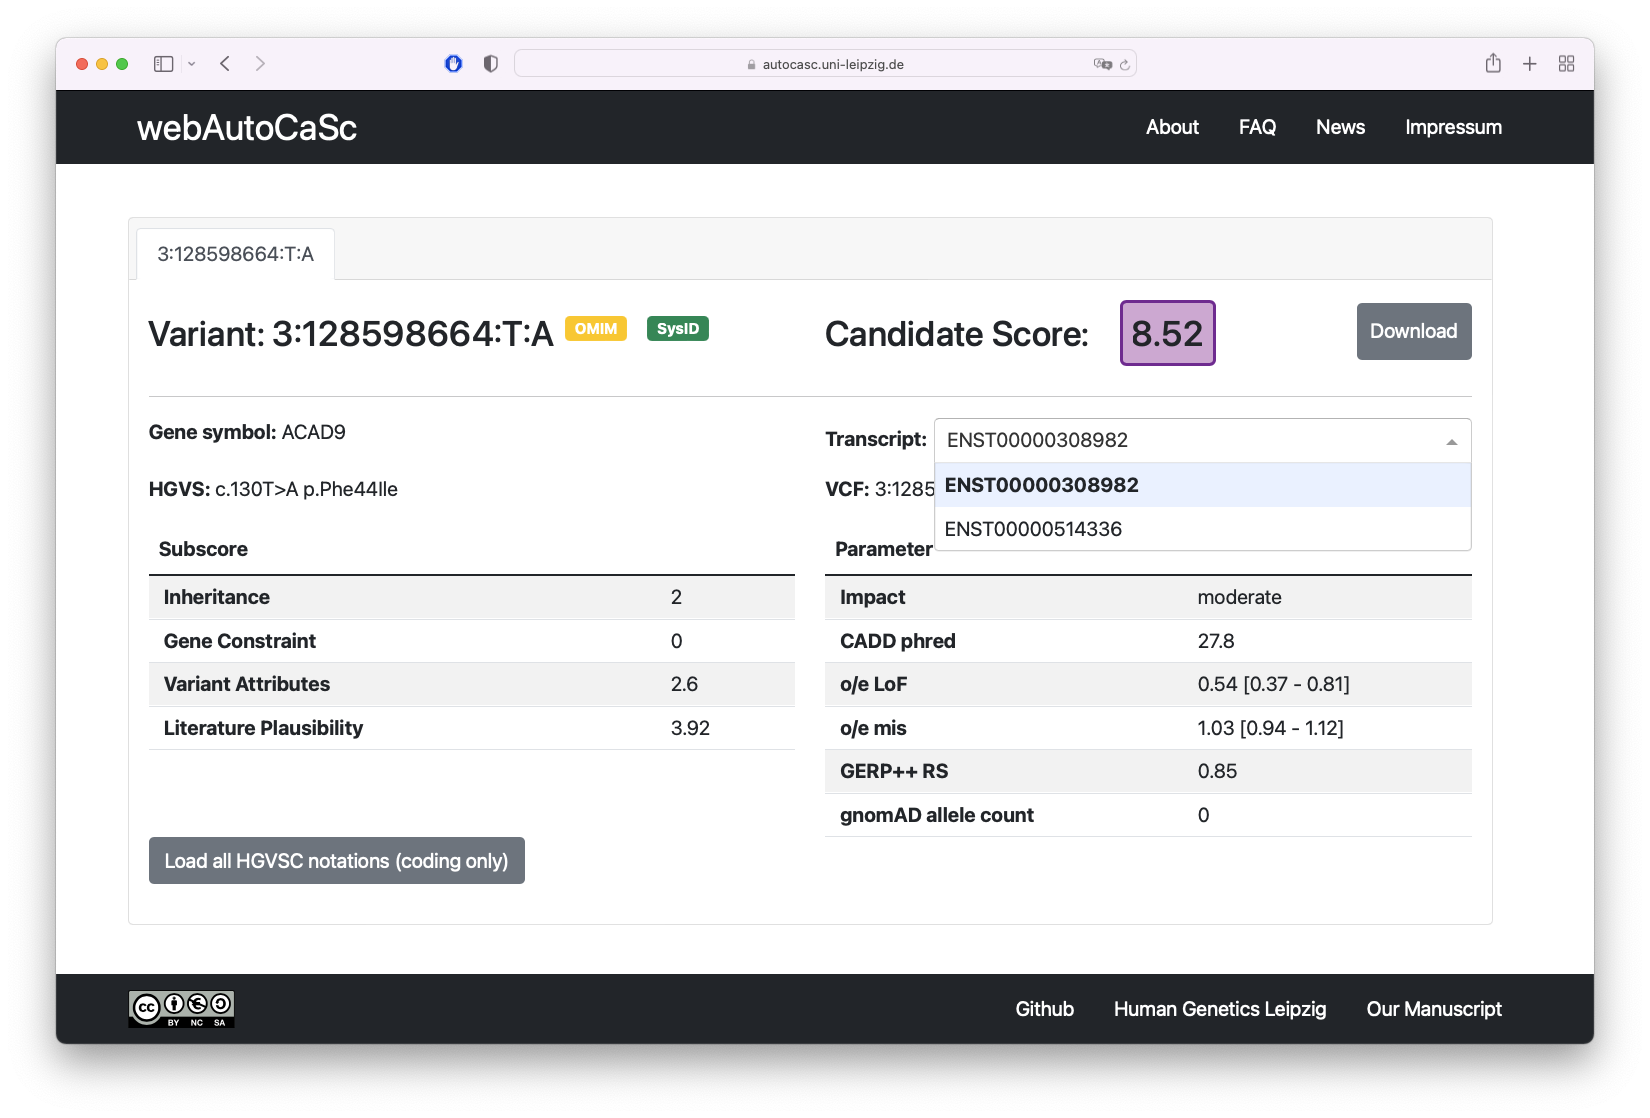 autocasc.uni-leipzig.de
webAutoCaSc
About FAQ News Impressum
3:128598664:T:A
Variant: 3:128598664:T:A OMIM SysID
Candidate Score: 8.52 Download
Gene symbol: ACAD9
Transcript: ENST00000308982
ENST00000308982
ENST00000514336
HGVS: c.130T>A p.Phe44Ile
VCF: 3:1285
Subscore
Inheritance 2
Gene Constraint 0
Variant Attributes 2.6
Literature Plausibility 3.92
Parameter
Impact moderate
CADD phred 27.8
o/e LoF 0.54 [0.37 - 0.81]
o/e mis 1.03 [0.94 - 1.12]
GERP++ RS 0.85
gnomAD allele count 0
Load all HGVSC notations (coding only)
cc BY NC SA
Github Human Genetics Leipzig Our Manuscript